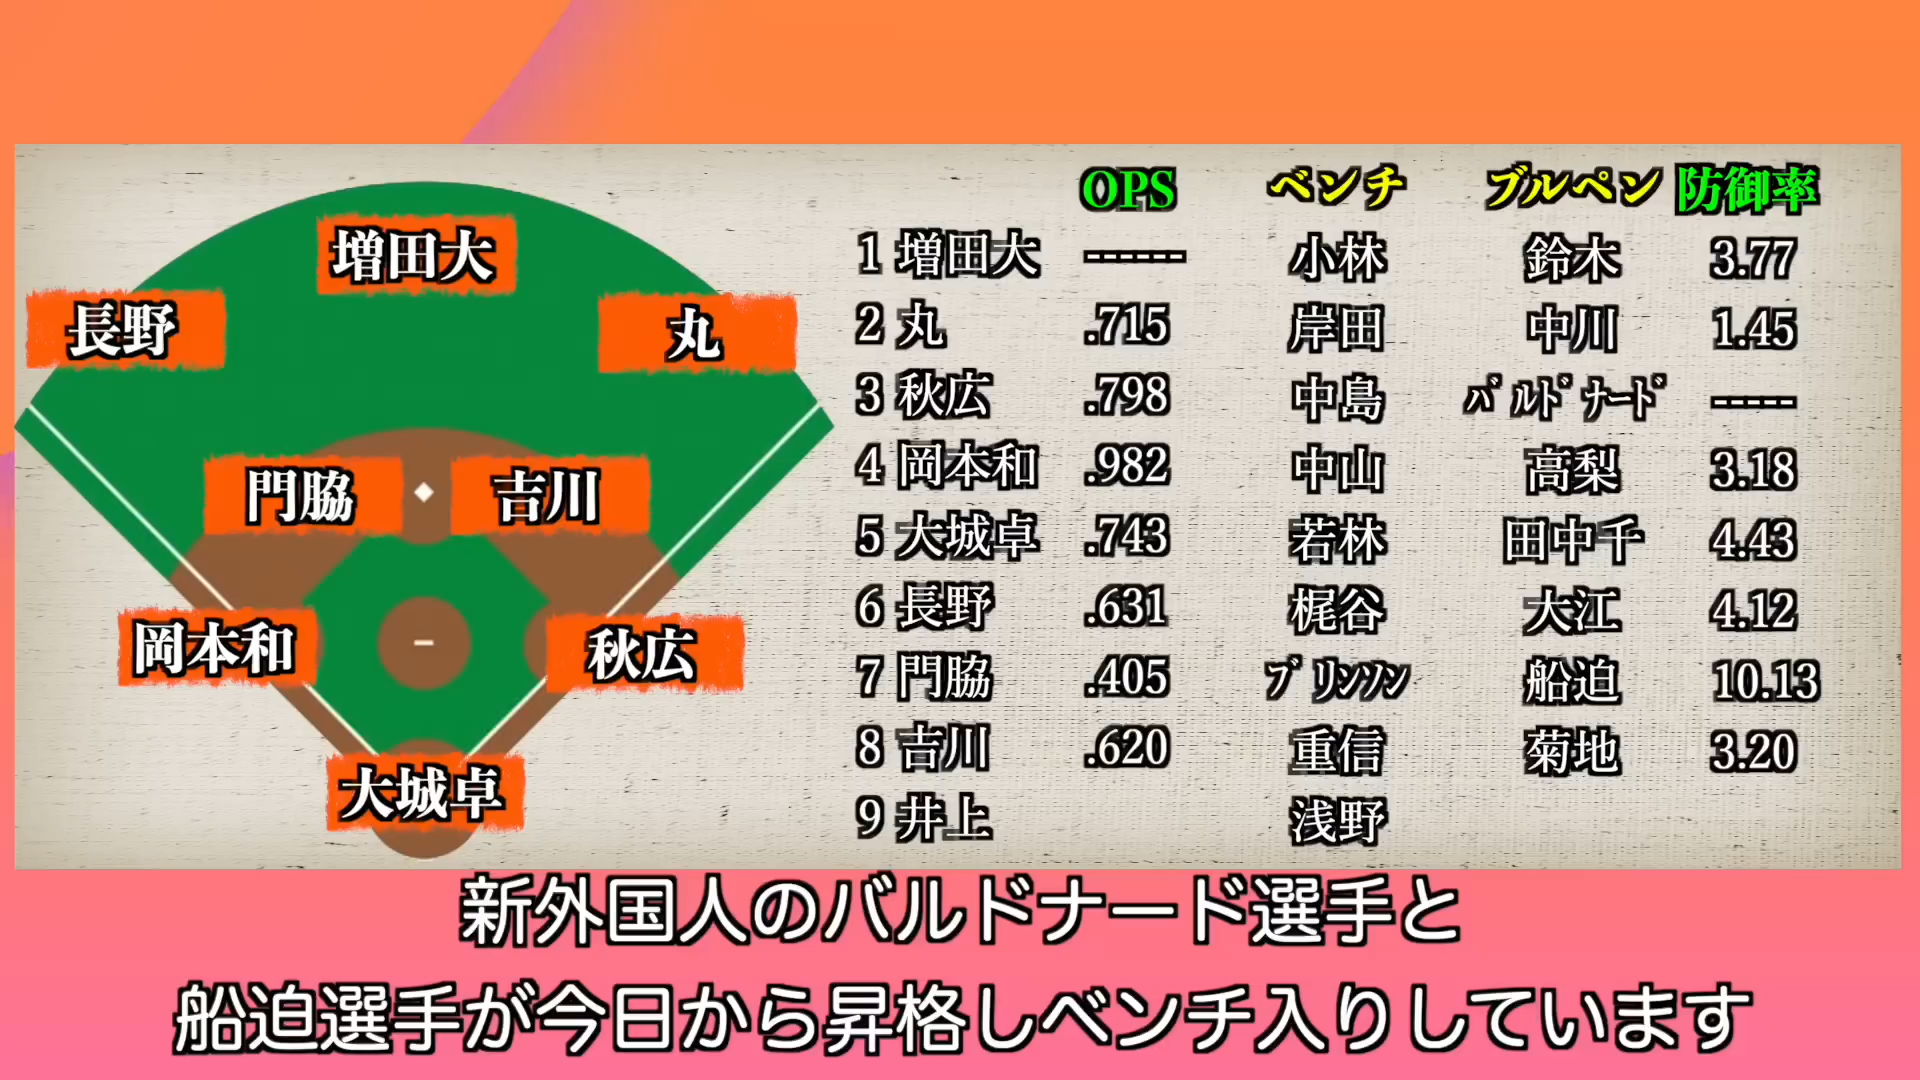 増田大
長野
丸
門脇
吉川
岡本和
秋広
大城卓
OPS ベンチ ブルペン 防御率
1 増田大 ------ 小林 鈴木 3.77
2 丸 .715 岸田 中川 1.45
3 秋広 .798 中島 バルドナード -----
4 岡本和 .982 中山 高梨 3.18
5 大城卓 .743 若林 田中千 4.43
6 長野 .631 梶谷 大江 4.12
7 門脇 .405 ブリンソン 船迫 10.13
8 吉川 .620 重信 菊地 3.20
9 井上 浅野
新外国人のバルドナード選手と
船迫選手が今日から昇格しベンチ入りしています